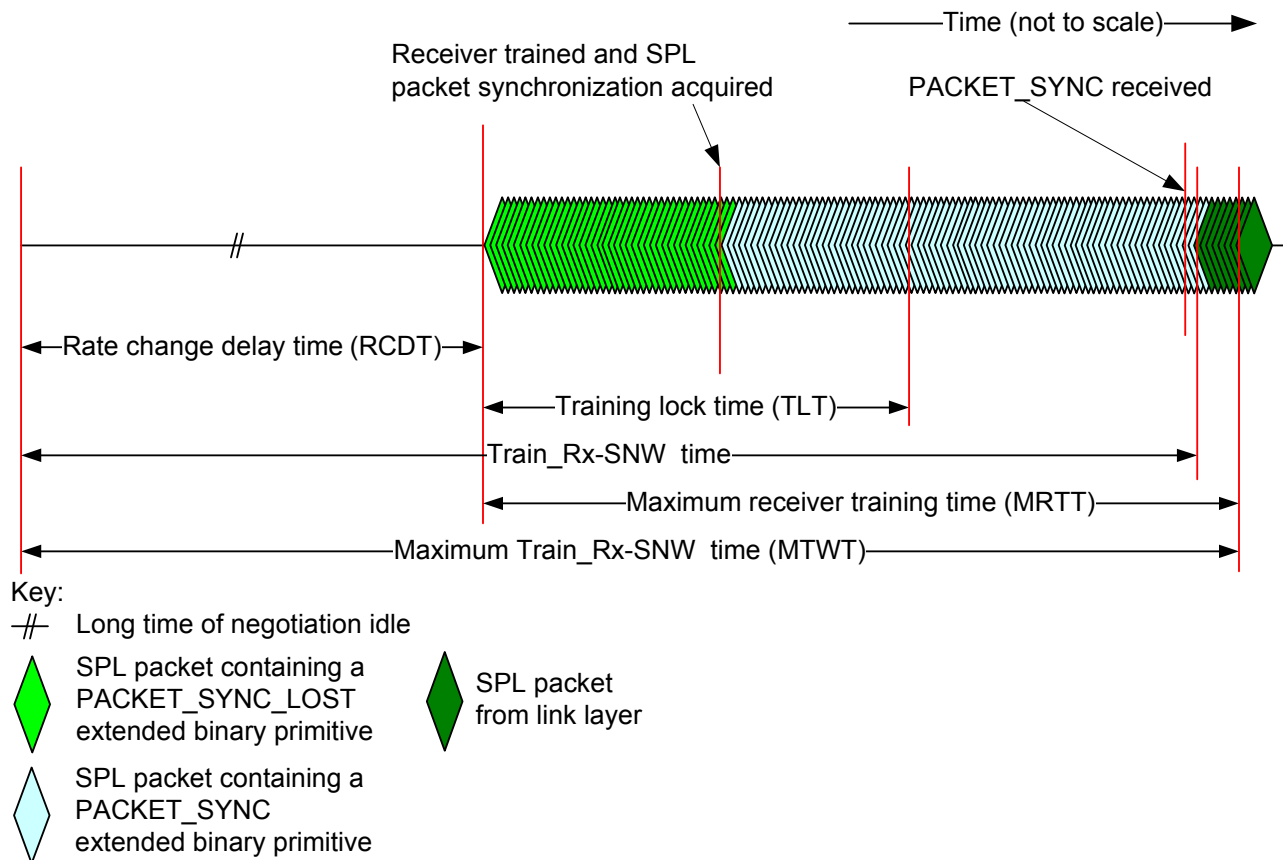 Time (not to scale)
Receiver trained and SPL
packet synchronization acquired
PACKET_SYNC received
Rate change delay time (RCDT)
Training lock time (TLT)
Train_Rx-SNW time
Maximum receiver training time (MRTT)
Maximum Train_Rx-SNW time (MTWT)
Key:
Long time of negotiation idle
SPL packet containing a
PACKET_SYNC_LOST
extended binary primitive
SPL packet
from link layer
SPL packet containing a
PACKET_SYNC
extended binary primitive